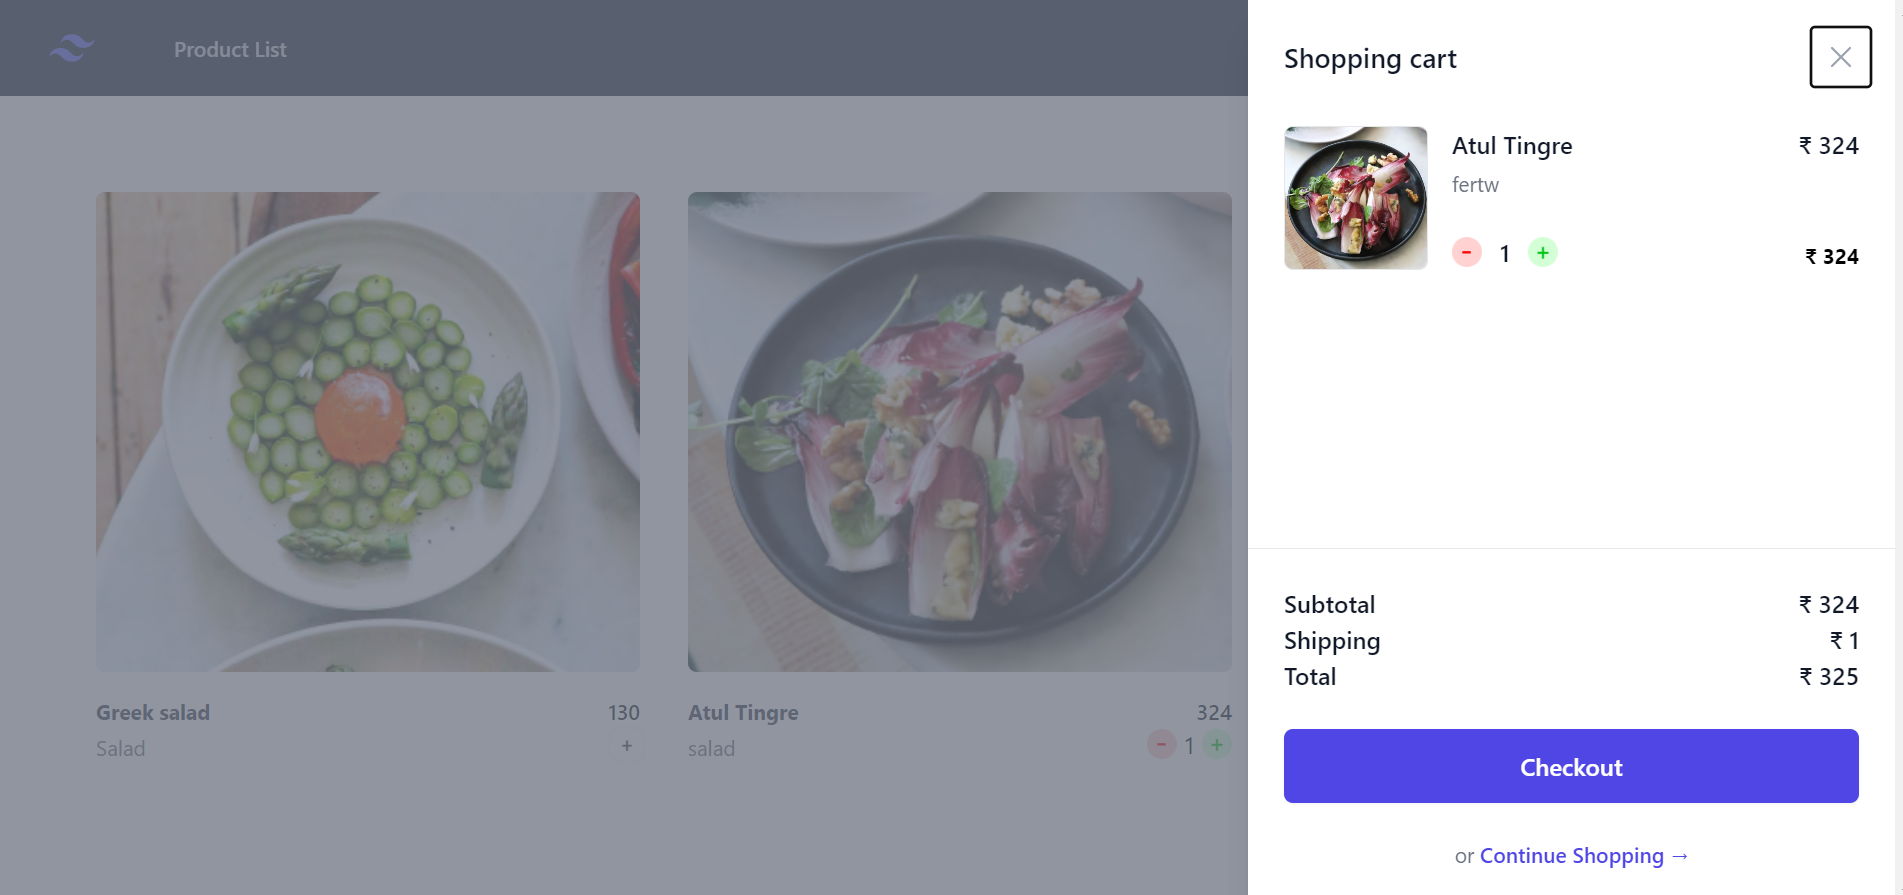 Product List
Greek salad 130
Salad +
Atul Tingre 324
salad - 1 +
Shopping cart
Atul Tingre ₹ 324
fertw
- 1 + ₹ 324
Subtotal ₹ 324
Shipping ₹ 1
Total ₹ 325
Checkout
or Continue Shopping →